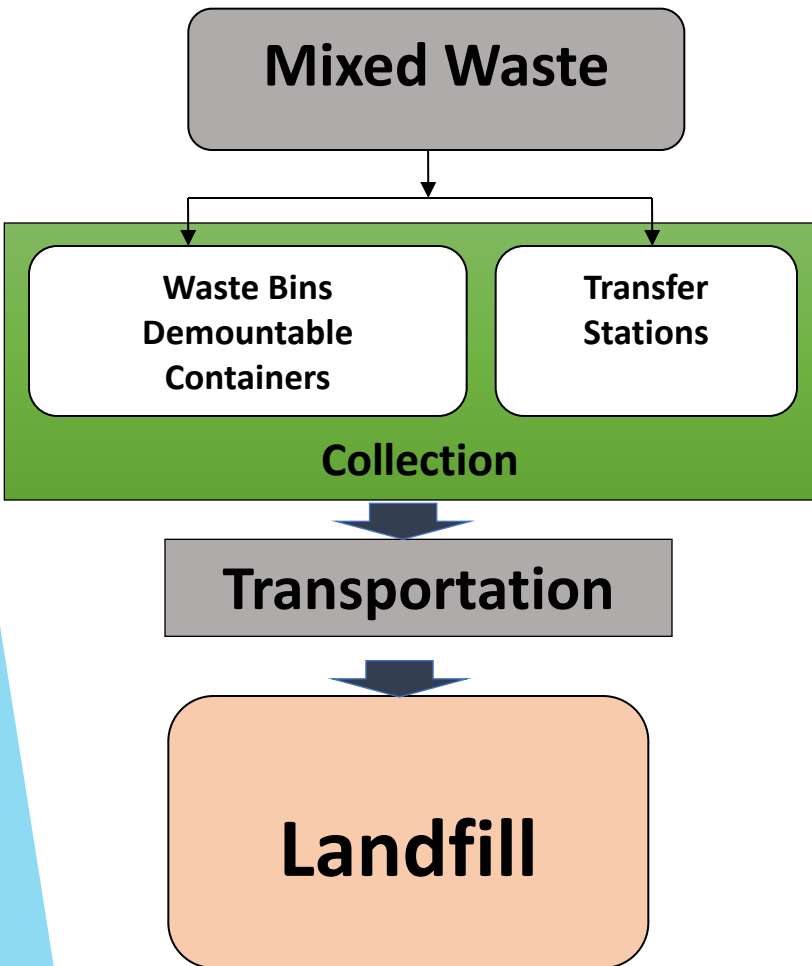 Mixed Waste
Waste Bins
Demountable
Containers
Transfer
Stations
Collection
Transportation
Landfill